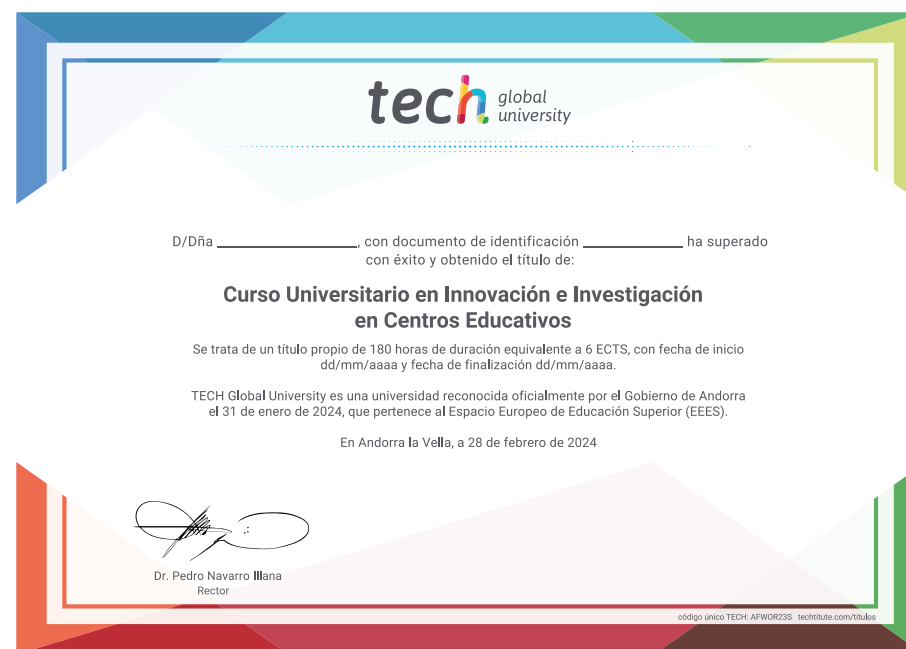 tech global
university
D/Dña ____________, con documento de identificación ____________ ha superado
con éxito y obtenido el título de:
Curso Universitario en Innovación e Investigación
en Centros Educativos
Se trata de un título propio de 180 horas de duración equivalente a 6 ECTS, con fecha de inicio
dd/mm/aaaa y fecha de finalización dd/mm/aaaa.
TECH Global University es una universidad reconocida oficialmente por el Gobierno de Andorra
el 31 de enero de 2024, que pertenece al Espacio Europeo de Educación Superior (EEES).
En Andorra la Vella, a 28 de febrero de 2024
Dr. Pedro Navarro Illana
Rector
código único TECH: AFWOR23S techtitute.com/titulos